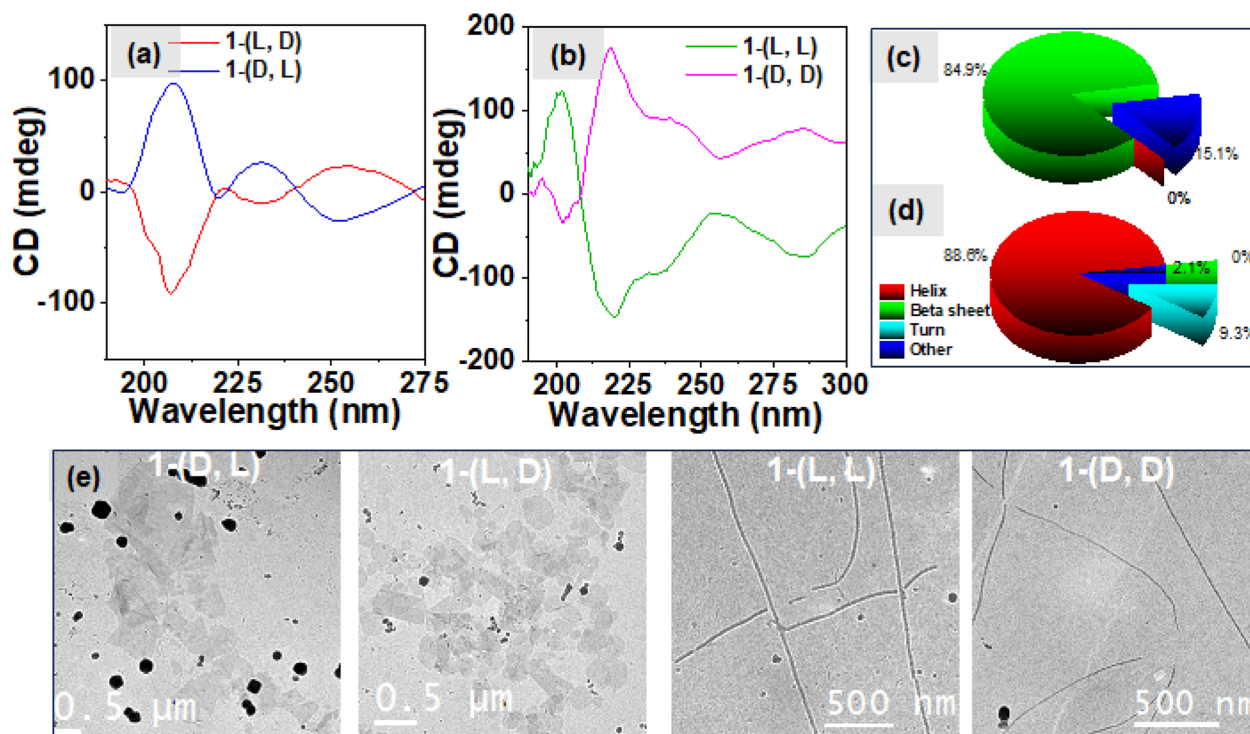 (a)
1-(L, D)
1-(D, L)
100
0
-100
CD (mdeg)
200
225
250
275
Wavelength (nm)
(b)
1-(L, L)
1-(D, D)
200
100
0
-100
-200
CD (mdeg)
200
225
250
275
300
Wavelength (nm)
(c)
84.9%
15.1%
0%
(d)
88.6%
2.1%
0%
9.3%
Helix
Beta sheet
Turn
Other
(e)
1-(D, L)
0.5 µm
1-(L, D)
0.5 µm
1-(L, L)
500 nm
1-(D, D)
500 nm